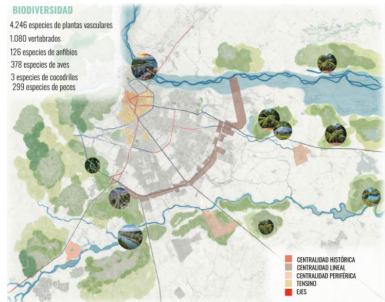 BIODIVERSIDAD
4.246 especies de plantas vasculares
1.080 vertebrados
126 especies de anfibios
378 especies de aves
3 especies de cocodrilos
299 especies de peces
CENTRALIDAD HISTÓRICA
CENTRALIDAD LINEAL
CENTRALIDAD PERIFÉRICA
TENSINO
EJES